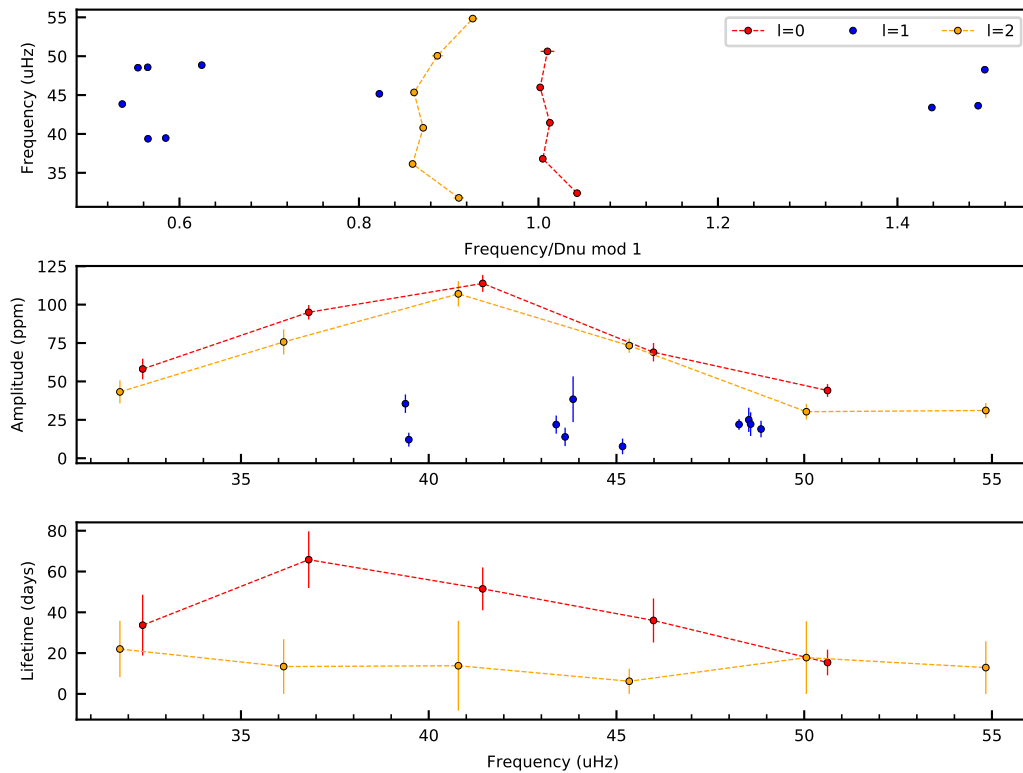 55
50
45
40
35
Frequency (uHz)
l=0 l=1 l=2
0.6 0.8 1.0 1.2 1.4
Frequency/Dnu mod 1
125
100
75
50
25
0
Amplitude (ppm)
35 40 45 50 55
80
60
40
20
0
Lifetime (days)
35 40 45 50 55
Frequency (uHz)